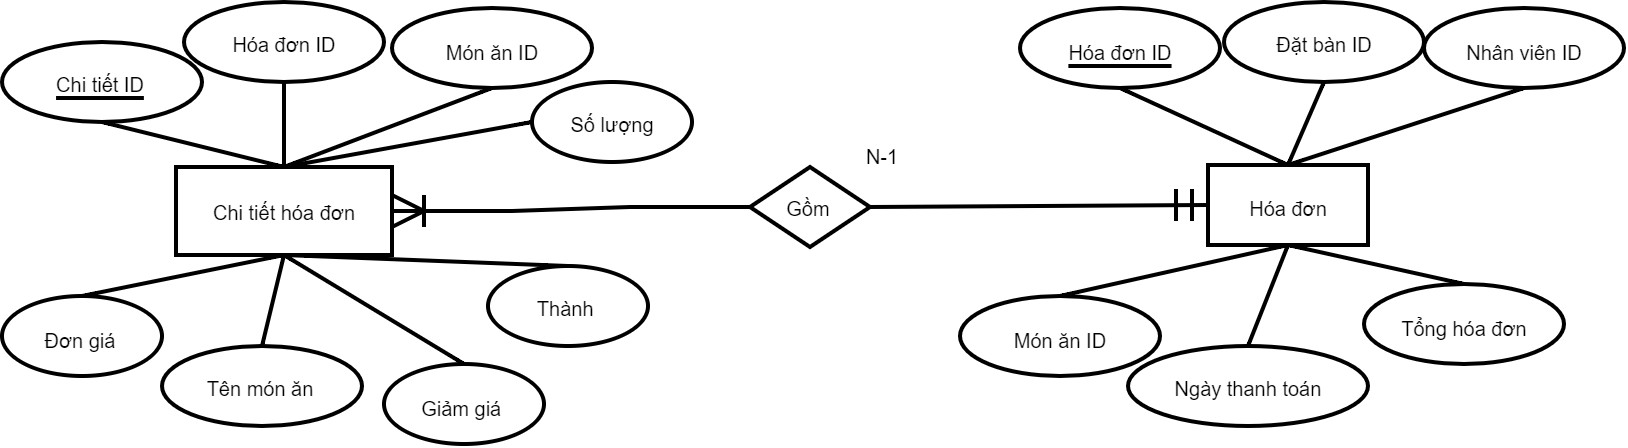 Hóa đơn ID
Món ăn ID
Chi tiết ID
Số lượng
Chi tiết hóa đơn
Đơn giá
Tên món ăn
Giảm giá
Thành
Gồm
N-1
Hóa đơn ID
Đặt bàn ID
Nhân viên ID
Hóa đơn
Món ăn ID
Ngày thanh toán
Tổng hóa đơn